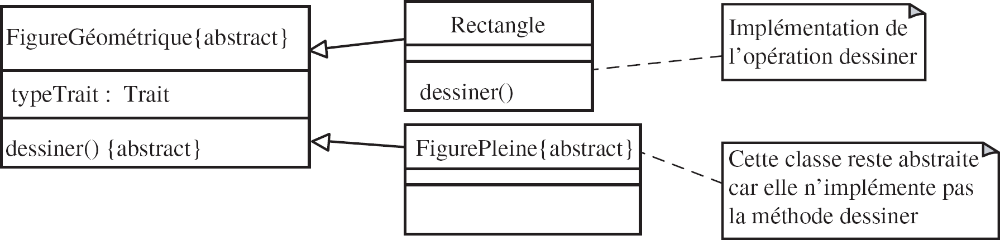 FigureGéométrique{abstract}
typeTrait :  Trait
dessiner() {abstract}
Rectangle
dessiner()
Implémentation de
l’opération dessiner
FigurePleine{abstract}
Cette classe reste abstraite
car elle n’implémente pas
la méthode dessiner